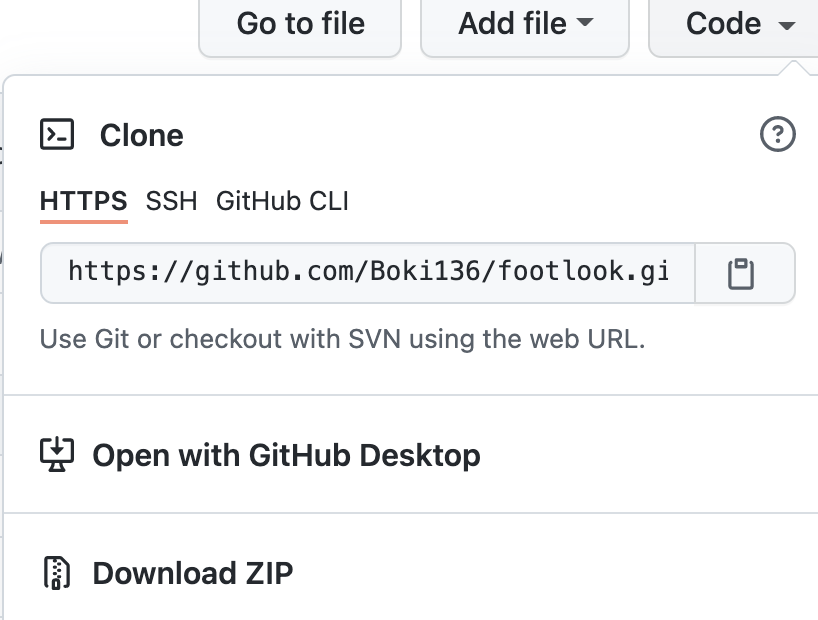 Go to file Add file Code
Clone
HTTPS SSH GitHub CLI
https://github.com/Boki136/footlook.gi
Use Git or checkout with SVN using the web URL.
Open with GitHub Desktop
Download ZIP